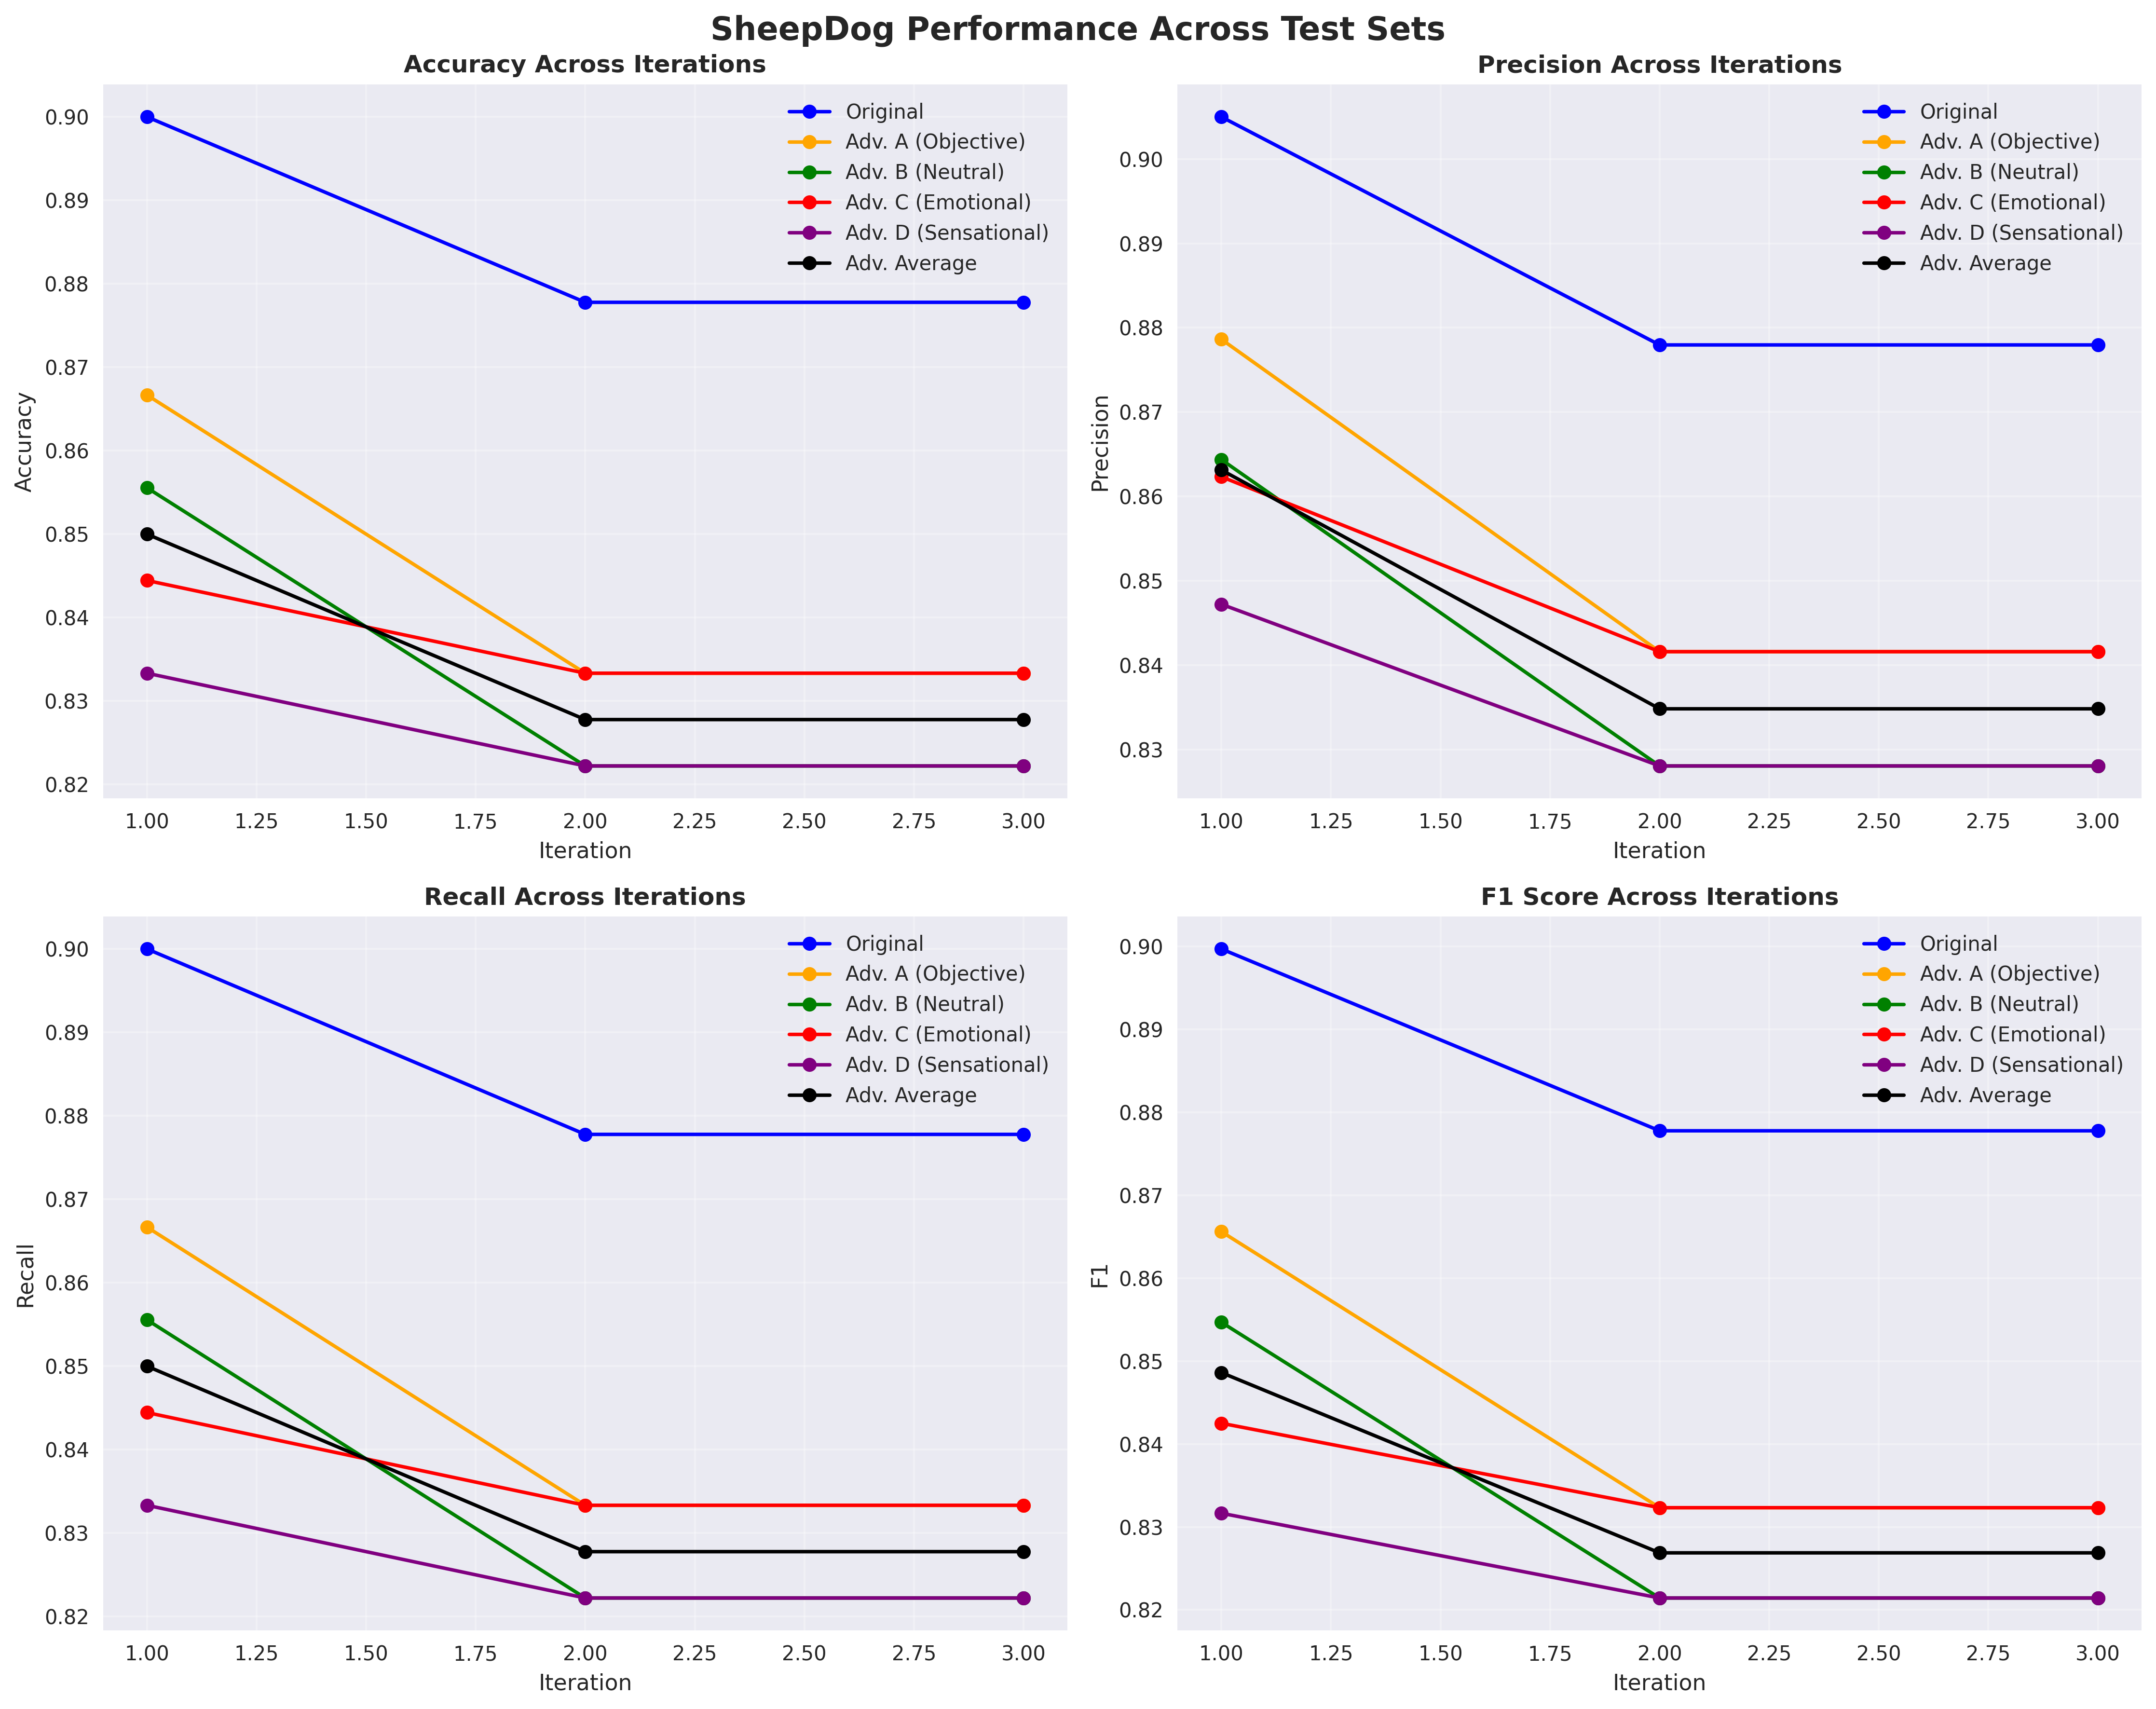 SheepDog Performance Across Test Sets
Accuracy Across Iterations
Accuracy
0.90
0.89
0.88
0.87
0.86
0.85
0.84
0.83
0.82
Original
Adv. A (Objective)
Adv. B (Neutral)
Adv. C (Emotional)
Adv. D (Sensational)
Adv. Average
1.00 1.25 1.50 1.75 2.00 2.25 2.50 2.75 3.00
Iteration
Precision Across Iterations
Precision
0.90
0.89
0.88
0.87
0.86
0.85
0.84
0.83
Original
Adv. A (Objective)
Adv. B (Neutral)
Adv. C (Emotional)
Adv. D (Sensational)
Adv. Average
1.00 1.25 1.50 1.75 2.00 2.25 2.50 2.75 3.00
Iteration
Recall Across Iterations
Recall
0.90
0.89
0.88
0.87
0.86
0.85
0.84
0.83
0.82
Original
Adv. A (Objective)
Adv. B (Neutral)
Adv. C (Emotional)
Adv. D (Sensational)
Adv. Average
1.00 1.25 1.50 1.75 2.00 2.25 2.50 2.75 3.00
Iteration
F1 Score Across Iterations
F1
0.90
0.89
0.88
0.87
0.86
0.85
0.84
0.83
0.82
Original
Adv. A (Objective)
Adv. B (Neutral)
Adv. C (Emotional)
Adv. D (Sensational)
Adv. Average
1.00 1.25 1.50 1.75 2.00 2.25 2.50 2.75 3.00
Iteration